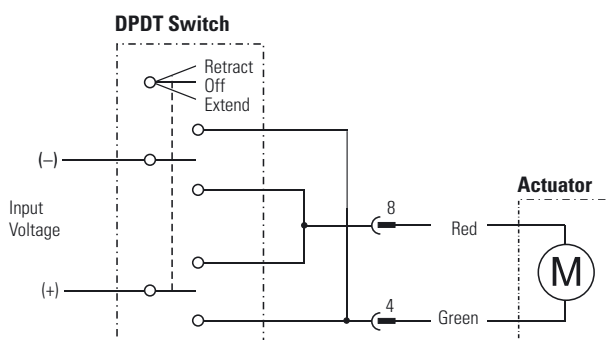 DPDT Switch
Retract
Off
Extend
(–)
Input
Voltage
(+)
8
Red
4
Green
Actuator
M